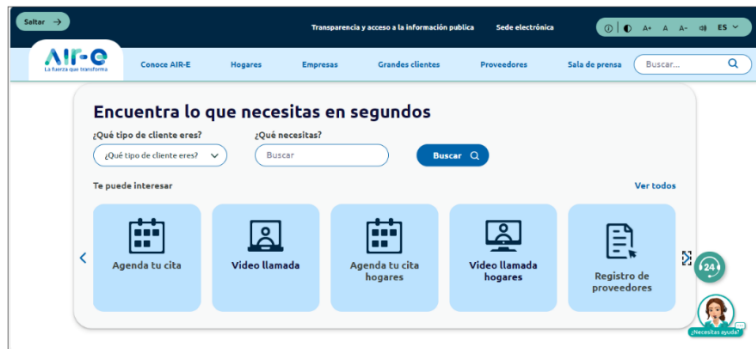 Saltar →
Transparencia y acceso a la información publica
Sede electrónica
A+ A A- ES
AIR-E
La fuerza que transforma
Conoce AIR-E
Hogares
Empresas
Grandes clientes
Proveedores
Sala de prensa
Buscar...
Encuentra lo que necesitas en segundos
¿Qué tipo de cliente eres?
¿Qué necesitas?
¿Qué tipo de cliente eres?
Buscar
Buscar
Te puede interesar
Ver todos
Agenda tu cita
Video llamada
Agenda tu cita
hogares
Video llamada
hogares
Registro de
proveedores
24
¿Necesitas ayuda?